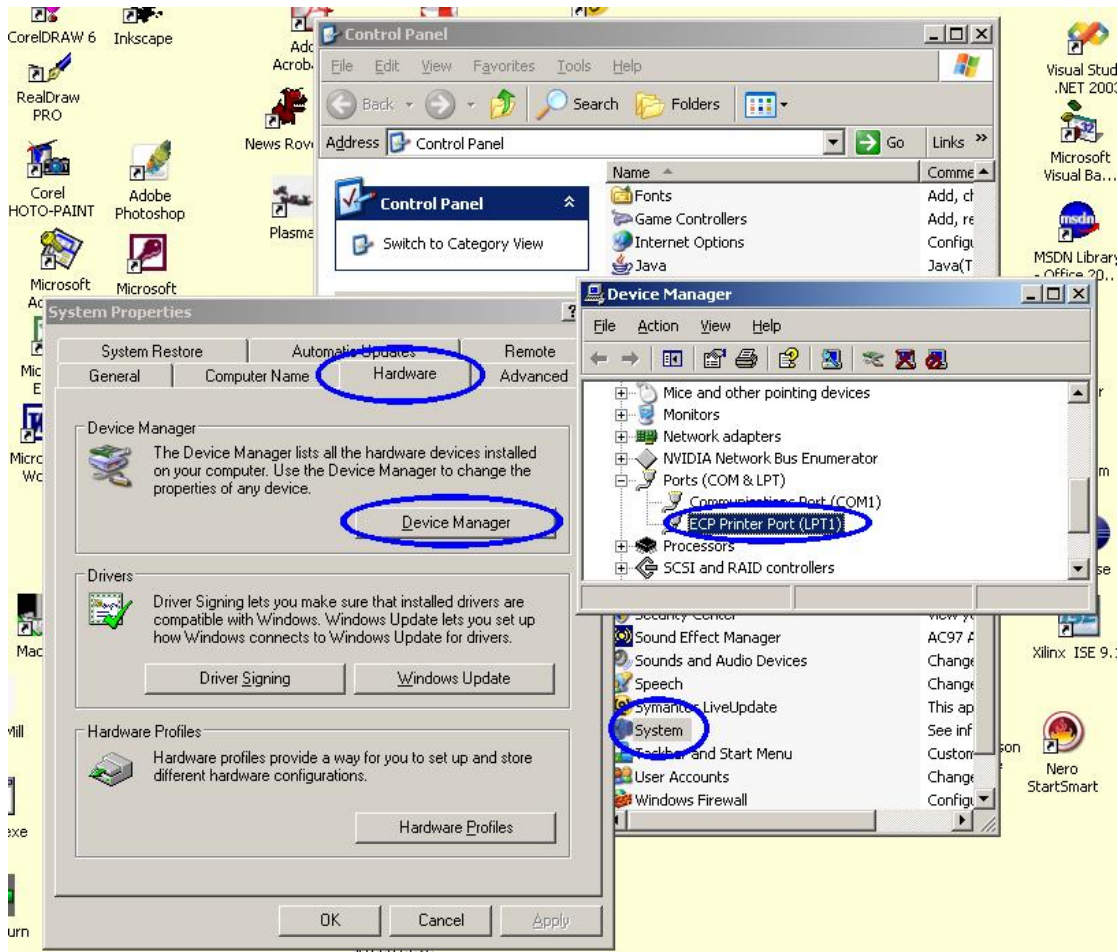 CorelDRAW 6
Inkscape
RealDraw
PRO
News Rov
Corel
HOTO-PAINT
Adobe
Photoshop
Plasma
Microsoft
Microsoft
Visual Stud
.NET 2003
Microsoft
Visual Ba...
MSDN Library
- Office 20...
Xilinx ISE 9.1
Nero
StartSmart
Control Panel
File Edit View Favorites Tools Help
Back Search Folders
Address Control Panel Go Links »
Control Panel
Switch to Category View
Name Comme
Fonts Add, ch
Game Controllers Add, re
Internet Options Configu
Java Java(T
Security Center View yo
Sound Effect Manager AC97 A
Sounds and Audio Devices Change
Speech Change
Symantec LiveUpdate This ap
System See inf
Taskbar and Start Menu Custom
User Accounts Change
Windows Firewall Configu
System Properties
System Restore Automatic Updates Remote
General Computer Name Hardware Advanced
Device Manager
The Device Manager lists all the hardware devices installed
on your computer. Use the Device Manager to change the
properties of any device.
Device Manager
Drivers
Driver Signing lets you make sure that installed drivers are
compatible with Windows. Windows Update lets you set up
how Windows connects to Windows Update for drivers.
Driver Signing Windows Update
Hardware Profiles
Hardware profiles provide a way for you to set up and store
different hardware configurations.
Hardware Profiles
OK Cancel Apply
Device Manager
File Action View Help
Mice and other pointing devices
Monitors
Network adapters
NVIDIA Network Bus Enumerator
Ports (COM & LPT)
Communications Port (COM1)
ECP Printer Port (LPT1)
Processors
SCSI and RAID controllers